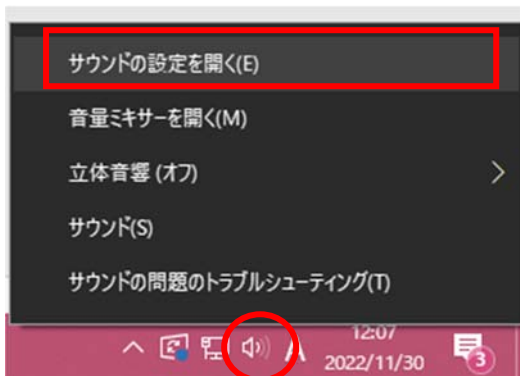 サウンドの設定を開く(E)
音量ミキサーを開く(M)
立体音響 (オフ)
サウンド(S)
サウンドの問題のトラブルシューティング(T)
A
12:07
2022/11/30
3